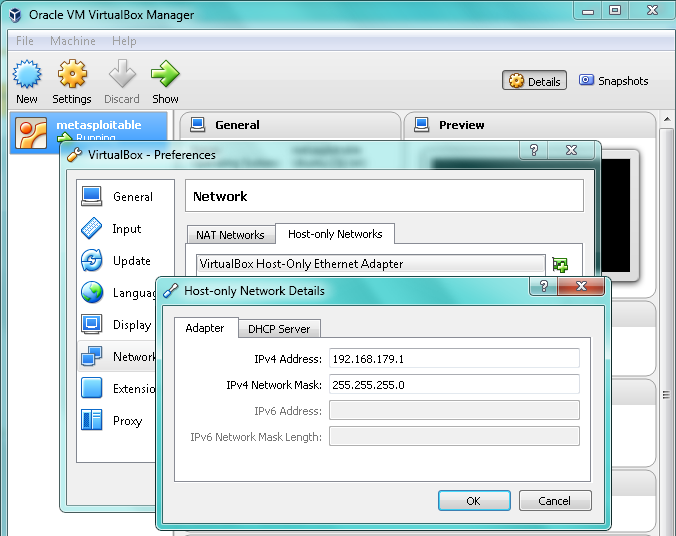 Oracle VM VirtualBox Manager
File Machine Help
New Settings Discard Show
Details Snapshots
metasploitable
Running
General
Preview
VirtualBox - Preferences
General
Input
Update
Langua
Display
Network
Extensio
Proxy
Network
NAT Networks Host-only Networks
VirtualBox Host-Only Ethernet Adapter
Host-only Network Details
Adapter DHCP Server
IPv4 Address: 192.168.179.1
IPv4 Network Mask: 255.255.255.0
IPv6 Address:
IPv6 Network Mask Length:
OK Cancel